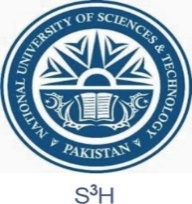 NATIONAL UNIVERSITY OF SCIENCES & TECHNOLOGY
PAKISTAN
S³H